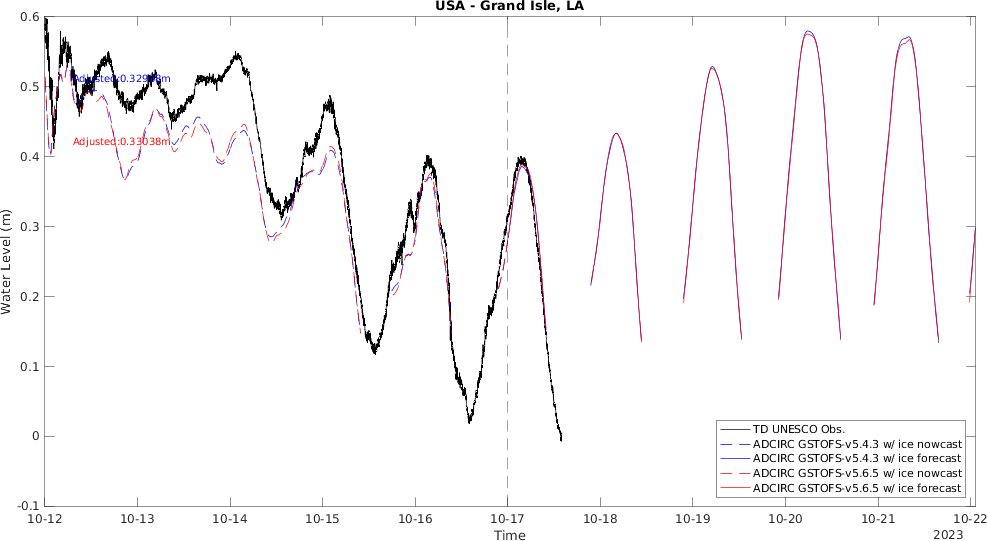 USA - Grand Isle, LA
0.6
0.5
0.4
0.3
0.2
0.1
0
-0.1
Water Level (m)
Adjusted:0.33038m
TD UNESCO Obs.
ADCIRC GSTOFS-v5.4.3 w/ ice nowcast
ADCIRC GSTOFS-v5.4.3 w/ ice forecast
ADCIRC GSTOFS-v5.6.5 w/ ice nowcast
ADCIRC GSTOFS-v5.6.5 w/ ice forecast
10-12 10-13 10-14 10-15 10-16 10-17 10-18 10-19 10-20 10-21 10-22
Time
2023